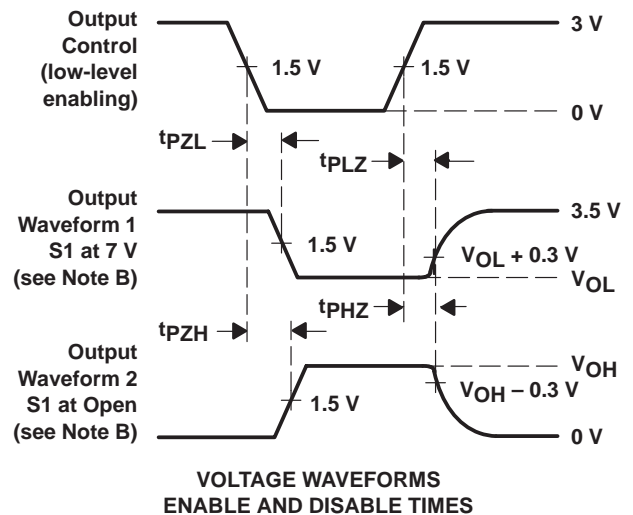 Output
Control
(low-level
enabling)
3 V
1.5 V
1.5 V
0 V
tPZL
tPLZ
Output
Waveform 1
S1 at 7 V
(see Note B)
3.5 V
1.5 V
VOL + 0.3 V
VOL
tPHZ
tPZH
Output
Waveform 2
S1 at Open
(see Note B)
VOH
VOH – 0.3 V
1.5 V
0 V
VOLTAGE WAVEFORMS
ENABLE AND DISABLE TIMES